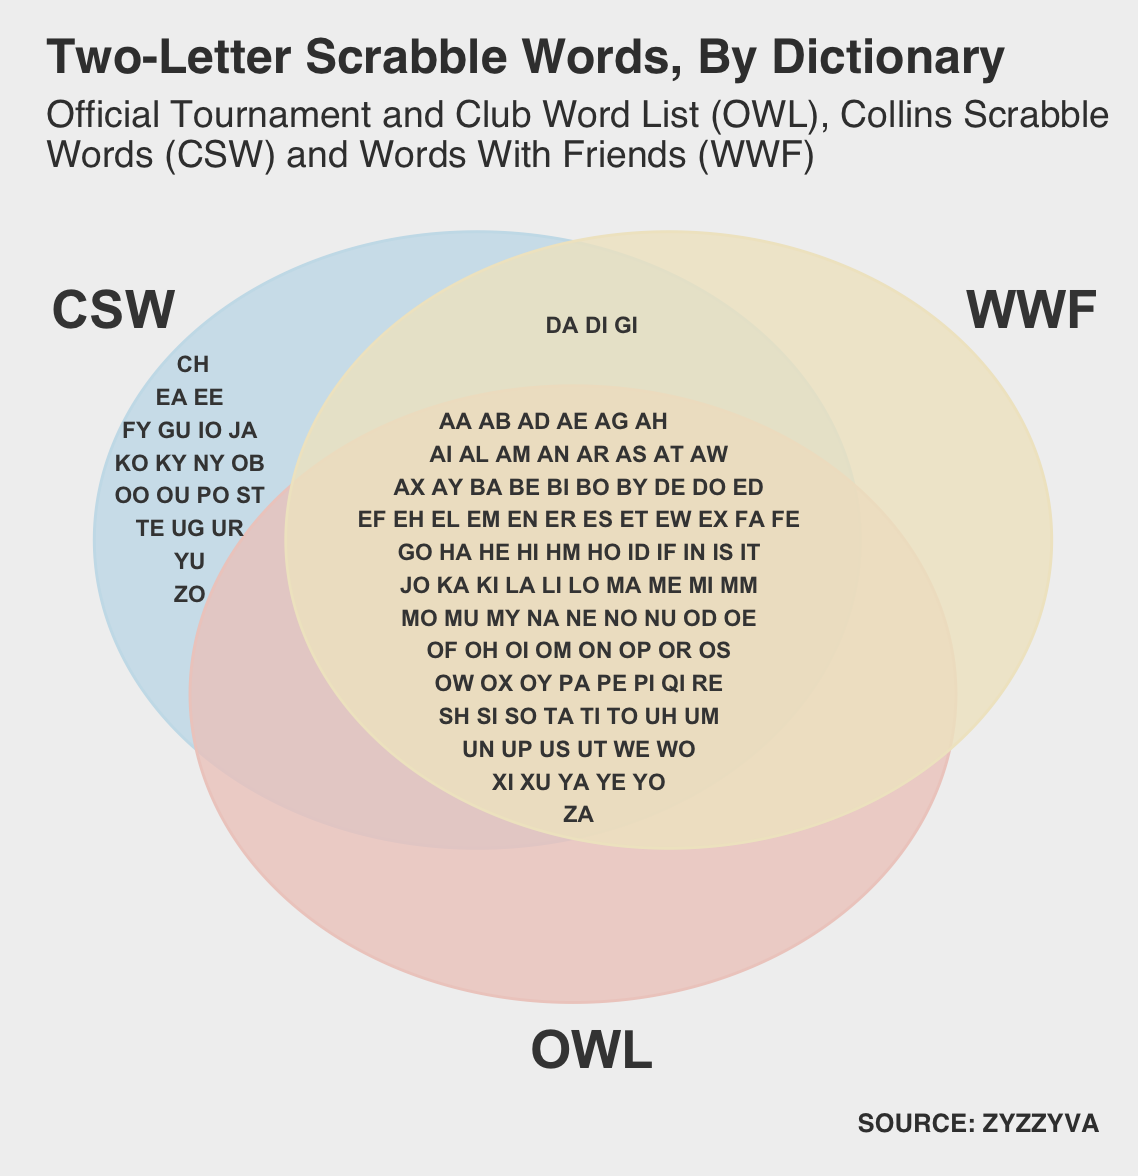 Two-Letter Scrabble Words, By Dictionary
Official Tournament and Club Word List (OWL), Collins Scrabble
Words (CSW) and Words With Friends (WWF)
CSW
WWF
CH
EA EE
FY GU IO JA
KO KY NY OB
OO OU PO ST
TE UG UR
YU
ZO
DA DI GI
AA AB AD AE AG AH
AI AL AM AN AR AS AT AW
AX AY BA BE BI BO BY DE DO ED
EF EH EL EM EN ER ES ET EW EX FA FE
GO HA HE HI HM HO ID IF IN IS IT
JO KA KI LA LI LO MA ME MI MM
MO MU MY NA NE NO NU OD OE
OF OH OI OM ON OP OR OS
OW OX OY PA PE PI QI RE
SH SI SO TA TI TO UH UM
UN UP US UT WE WO
XI XU YA YE YO
ZA
OWL
SOURCE: ZYZZYVA